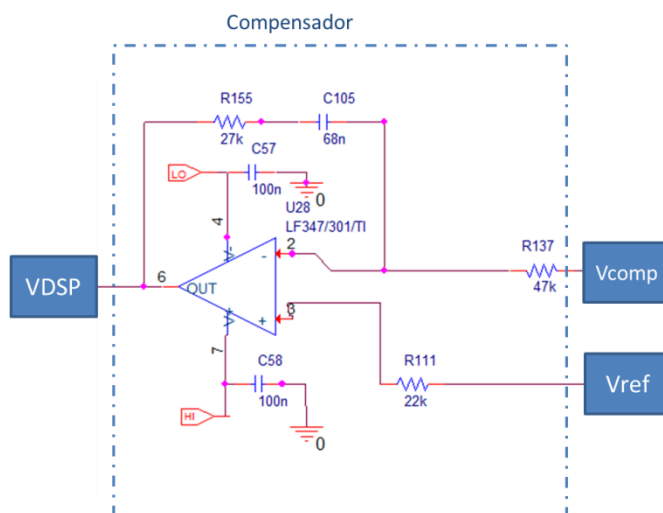 Compensador
R155
C105
27k
68n
C57
LO
100n
0
U28
LF347/301/TI
4
V-
2
-
R137
VDSP
6
OUT
47k
Vcomp
3
V+
+
7
R111
22k
Vref
C58
100n
HI
0